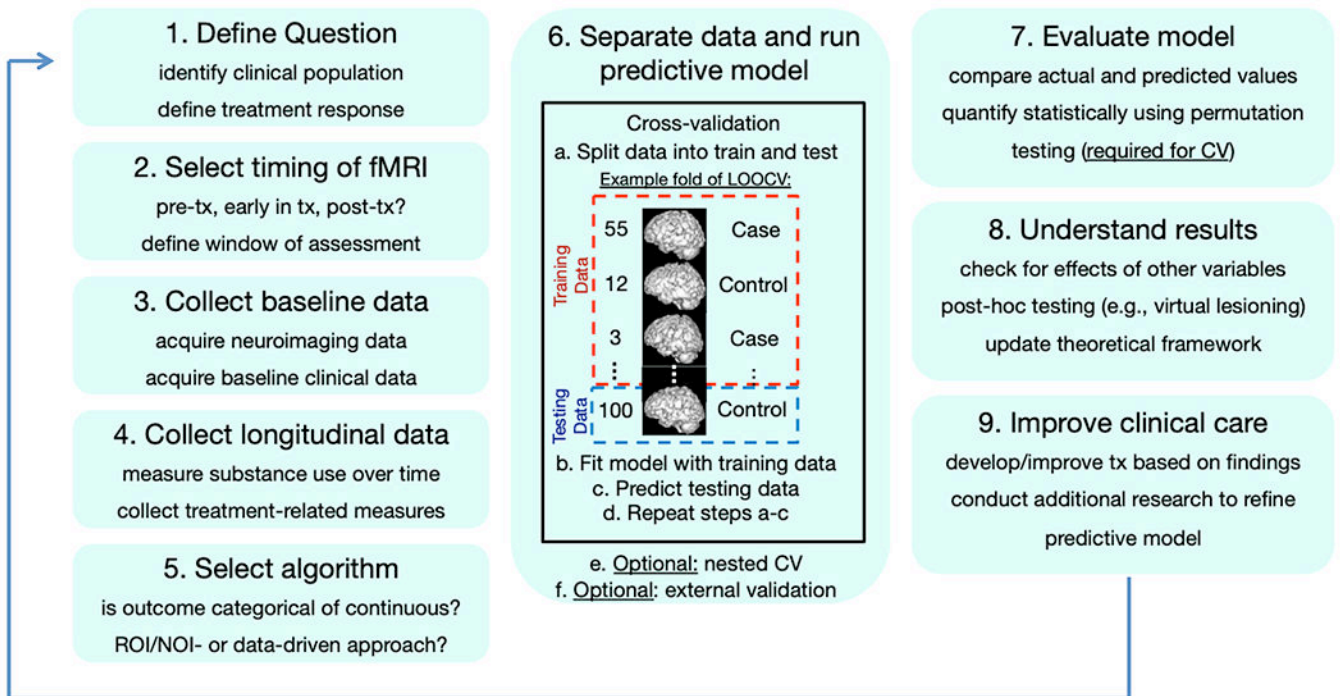 1. Define Question
identify clinical population
define treatment response
2. Select timing of fMRI
pre-tx, early in tx, post-tx?
define window of assessment
3. Collect baseline data
acquire neuroimaging data
acquire baseline clinical data
4. Collect longitudinal data
measure substance use over time
collect treatment-related measures
5. Select algorithm
is outcome categorical of continuous?
ROI/NOI- or data-driven approach?
6. Separate data and run
predictive model
Cross-validation
a. Split data into train and test
Example fold of LOOCV:
Training
Data
55
Case
12
Control
3
Case
Testing
Data
100
Control
b. Fit model with training data
c. Predict testing data
d. Repeat steps a-c
e. Optional: nested CV
f. Optional: external validation
7. Evaluate model
compare actual and predicted values
quantify statistically using permutation
testing (required for CV)
8. Understand results
check for effects of other variables
post-hoc testing (e.g., virtual lesioning)
update theoretical framework
9. Improve clinical care
develop/improve tx based on findings
conduct additional research to refine
predictive model